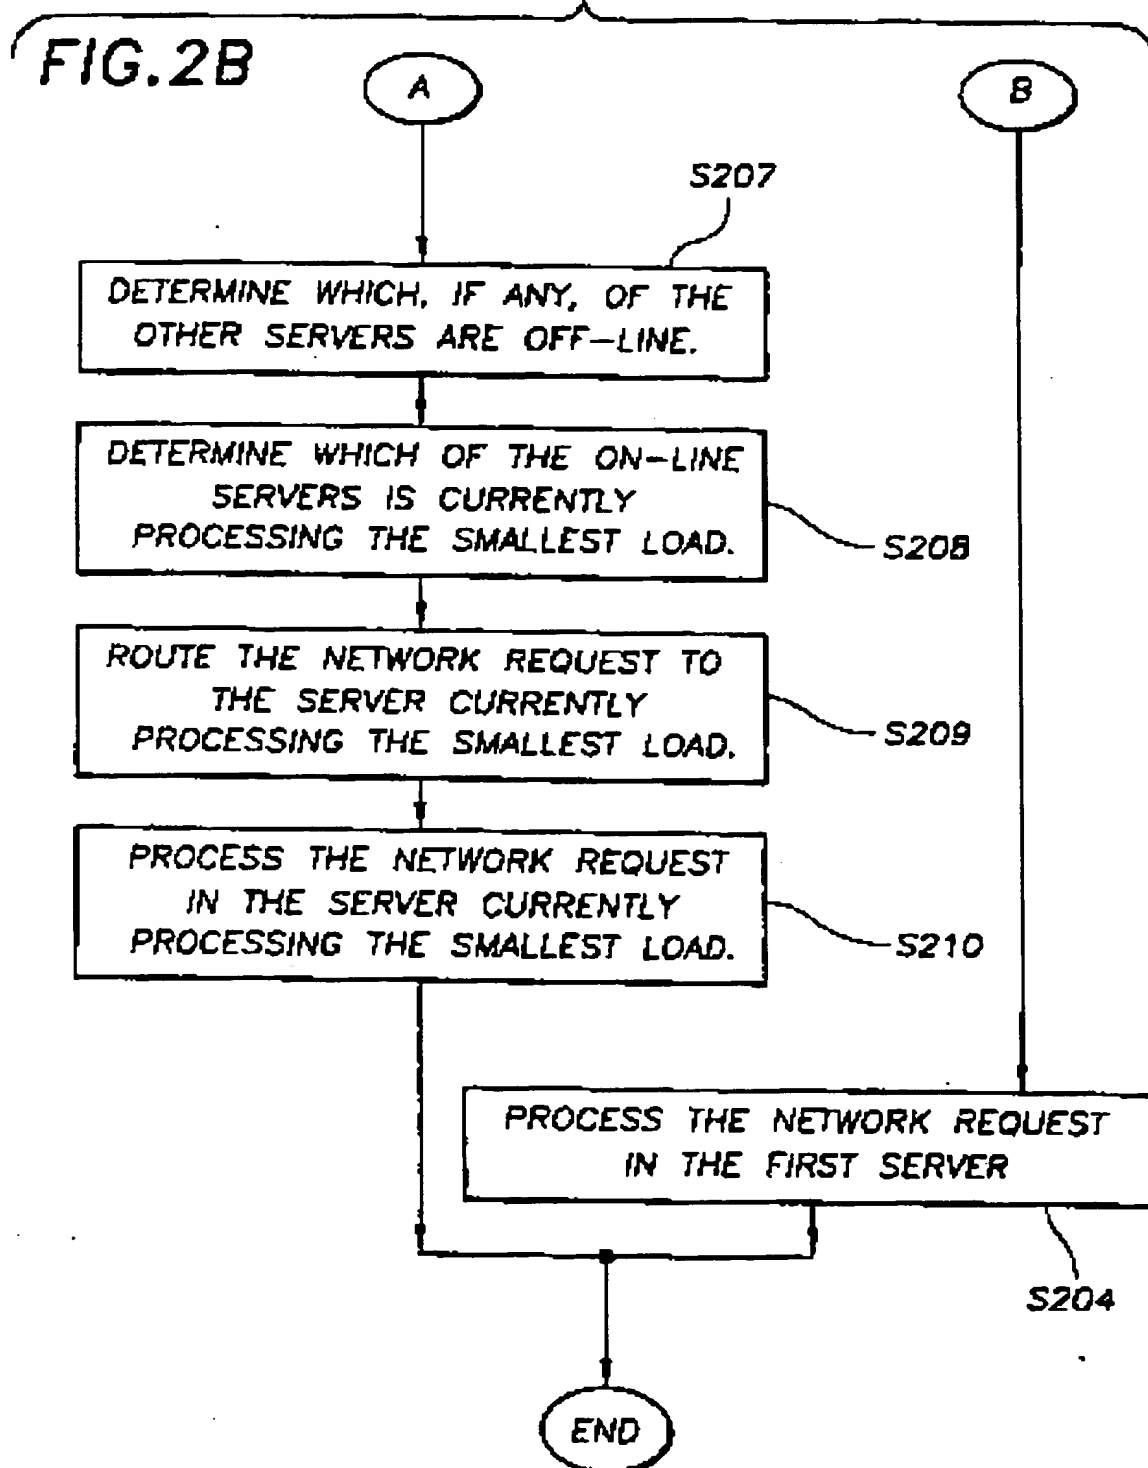 FIG.2B
A
B
S207
DETERMINE WHICH, IF ANY, OF THE
OTHER SERVERS ARE OFF-LINE.
DETERMINE WHICH OF THE ON-LINE
SERVERS IS CURRENTLY
PROCESSING THE SMALLEST LOAD.
S208
ROUTE THE NETWORK REQUEST TO
THE SERVER CURRENTLY
PROCESSING THE SMALLEST LOAD.
S209
PROCESS THE NETWORK REQUEST
IN THE SERVER CURRENTLY
PROCESSING THE SMALLEST LOAD.
S210
PROCESS THE NETWORK REQUEST
IN THE FIRST SERVER
S204
END